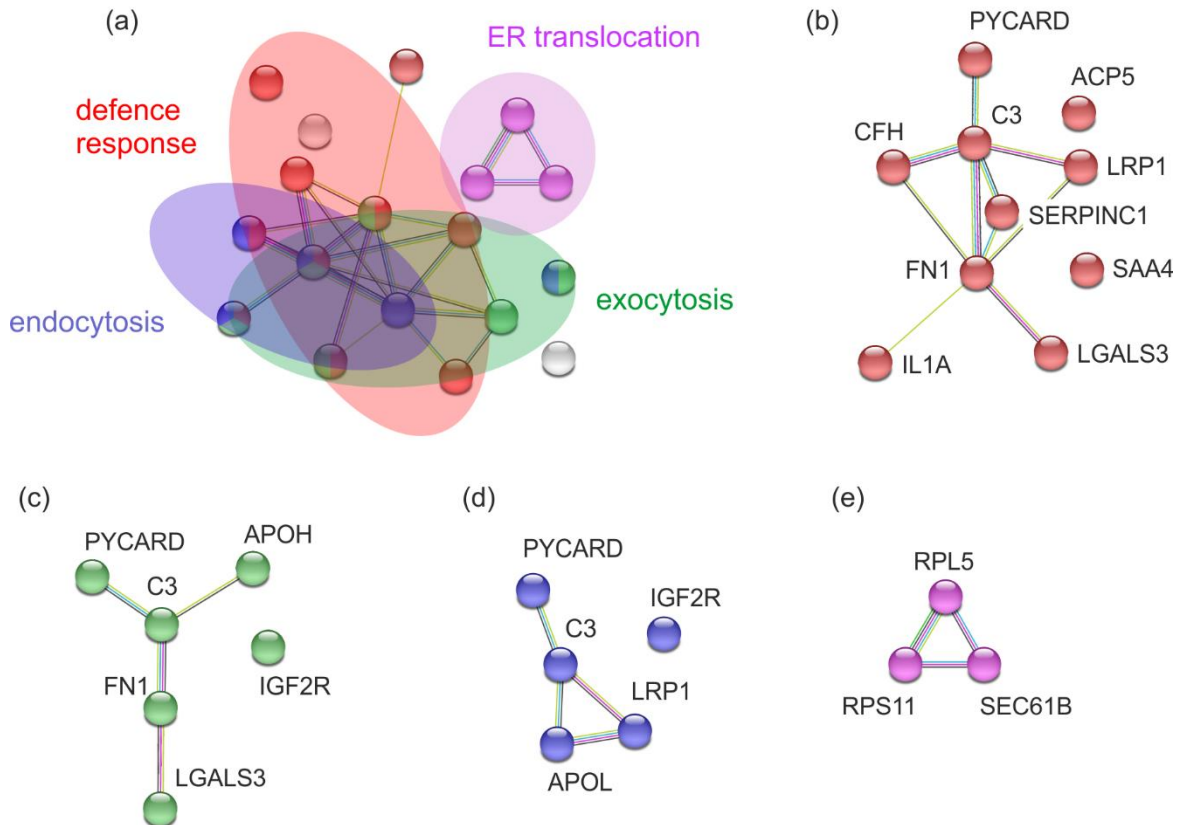 (a)
ER translocation
defence
response
endocytosis
exocytosis
(b)
PYCARD
ACP5
C3
CFH
LRP1
SERPINC1
FN1
SAA4
IL1A
LGALS3
(c)
PYCARD
APOH
C3
IGF2R
FN1
LGALS3
(d)
PYCARD
IGF2R
C3
LRP1
APOL
(e)
RPL5
RPS11
SEC61B